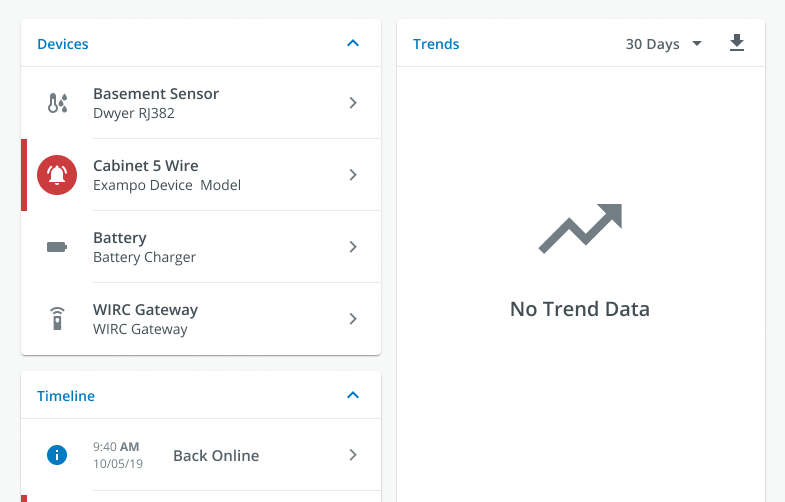 Devices
Basement Sensor
Dwyer RJ382
Cabinet 5 Wire
Exampo Device  Model
Battery
Battery Charger
WIRC Gateway
WIRC Gateway
Timeline
9:40 AM
10/05/19
Back Online
Trends
30 Days
No Trend Data